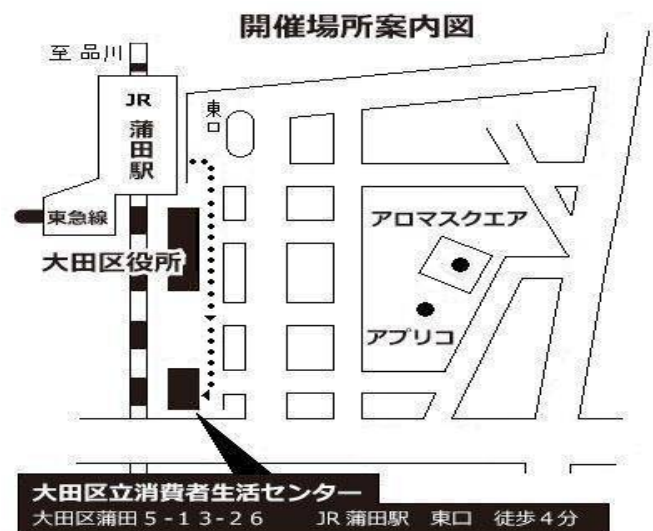 開催場所案内図
至 品川
JR
蒲田駅
東口
東急線
大田区役所
アロマスクエア
アプリコ
大田区立消費者生活センター
大田区蒲田５-１３-２６　JR 蒲田駅　東口　徒歩４分